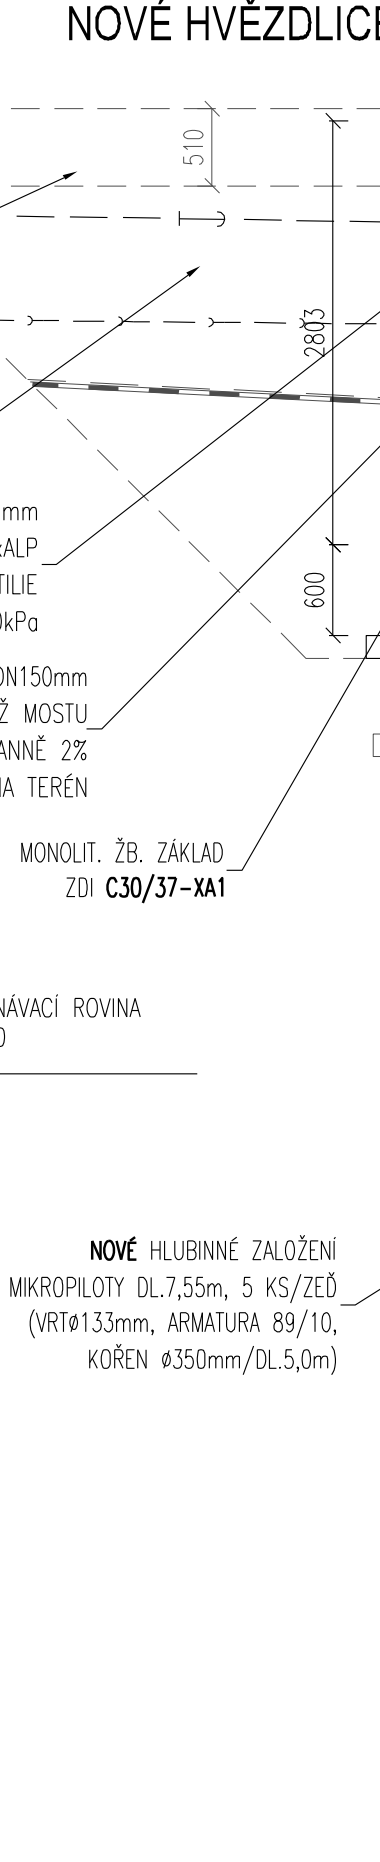 NOVÉ HVĚZDLICE
510
2803
mm
ALP
TILIE
kPa
600
DN150mm
Ž MOSTU
ANNĚ 2%
TERÉN
MONOLIT. ŽB. ZÁKLAD
ZDI C30/37-XA1
NÁVACÍ ROVINA
NOVÉ HLUBINNÉ ZALOŽENÍ
MIKROPILOTY DL.7,55m, 5 KS/ZEĎ
(VRTØ133mm, ARMATURA 89/10,
KOŘEN Ø350mm/DL.5,0m)